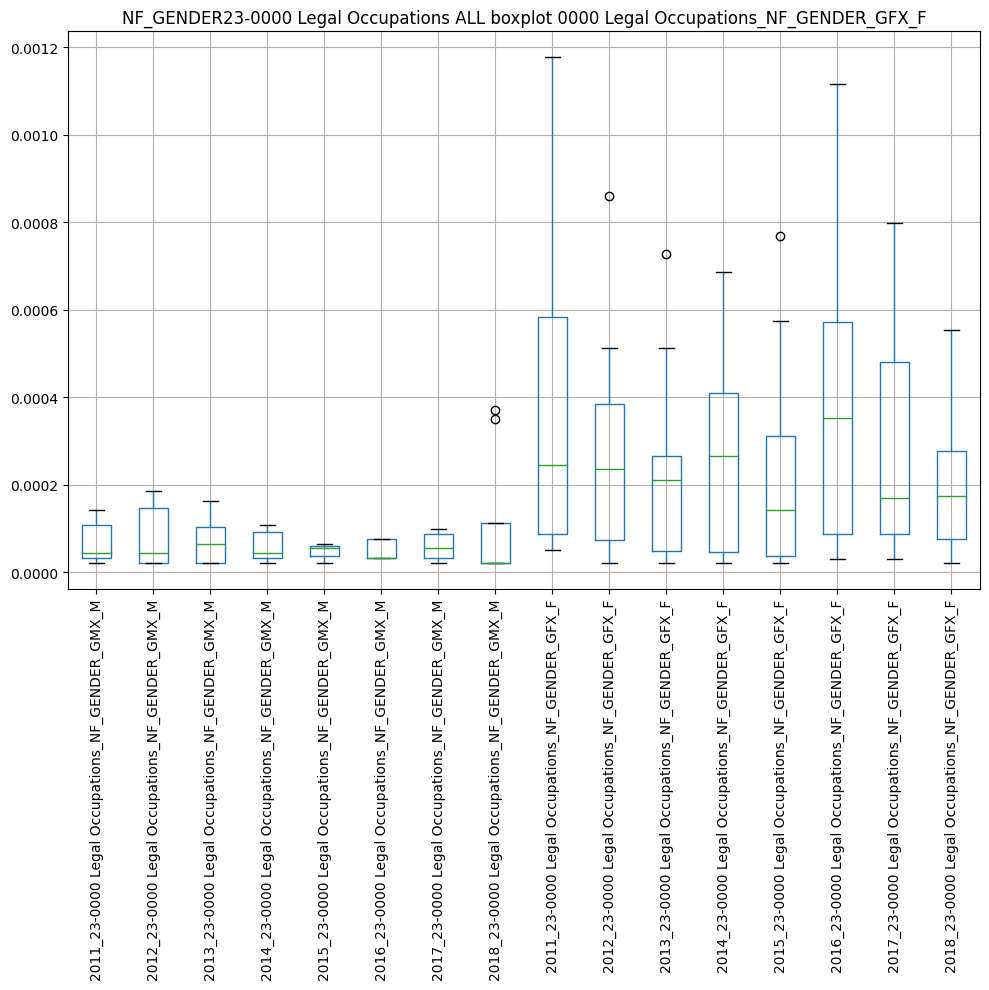 NF_GENDER23-0000 Legal Occupations ALL boxplot 0000 Legal Occupations_NF_GENDER_GFX_F
0.0012
0.0010
0.0008
0.0006
0.0004
0.0002
0.0000
2011_23-0000 Legal Occupations_NF_GENDER_GMX_M
2012_23-0000 Legal Occupations_NF_GENDER_GMX_M
2013_23-0000 Legal Occupations_NF_GENDER_GMX_M
2014_23-0000 Legal Occupations_NF_GENDER_GMX_M
2015_23-0000 Legal Occupations_NF_GENDER_GMX_M
2016_23-0000 Legal Occupations_NF_GENDER_GMX_M
2017_23-0000 Legal Occupations_NF_GENDER_GMX_M
2018_23-0000 Legal Occupations_NF_GENDER_GMX_M
2011_23-0000 Legal Occupations_NF_GENDER_GFX_F
2012_23-0000 Legal Occupations_NF_GENDER_GFX_F
2013_23-0000 Legal Occupations_NF_GENDER_GFX_F
2014_23-0000 Legal Occupations_NF_GENDER_GFX_F
2015_23-0000 Legal Occupations_NF_GENDER_GFX_F
2016_23-0000 Legal Occupations_NF_GENDER_GFX_F
2017_23-0000 Legal Occupations_NF_GENDER_GFX_F
2018_23-0000 Legal Occupations_NF_GENDER_GFX_F